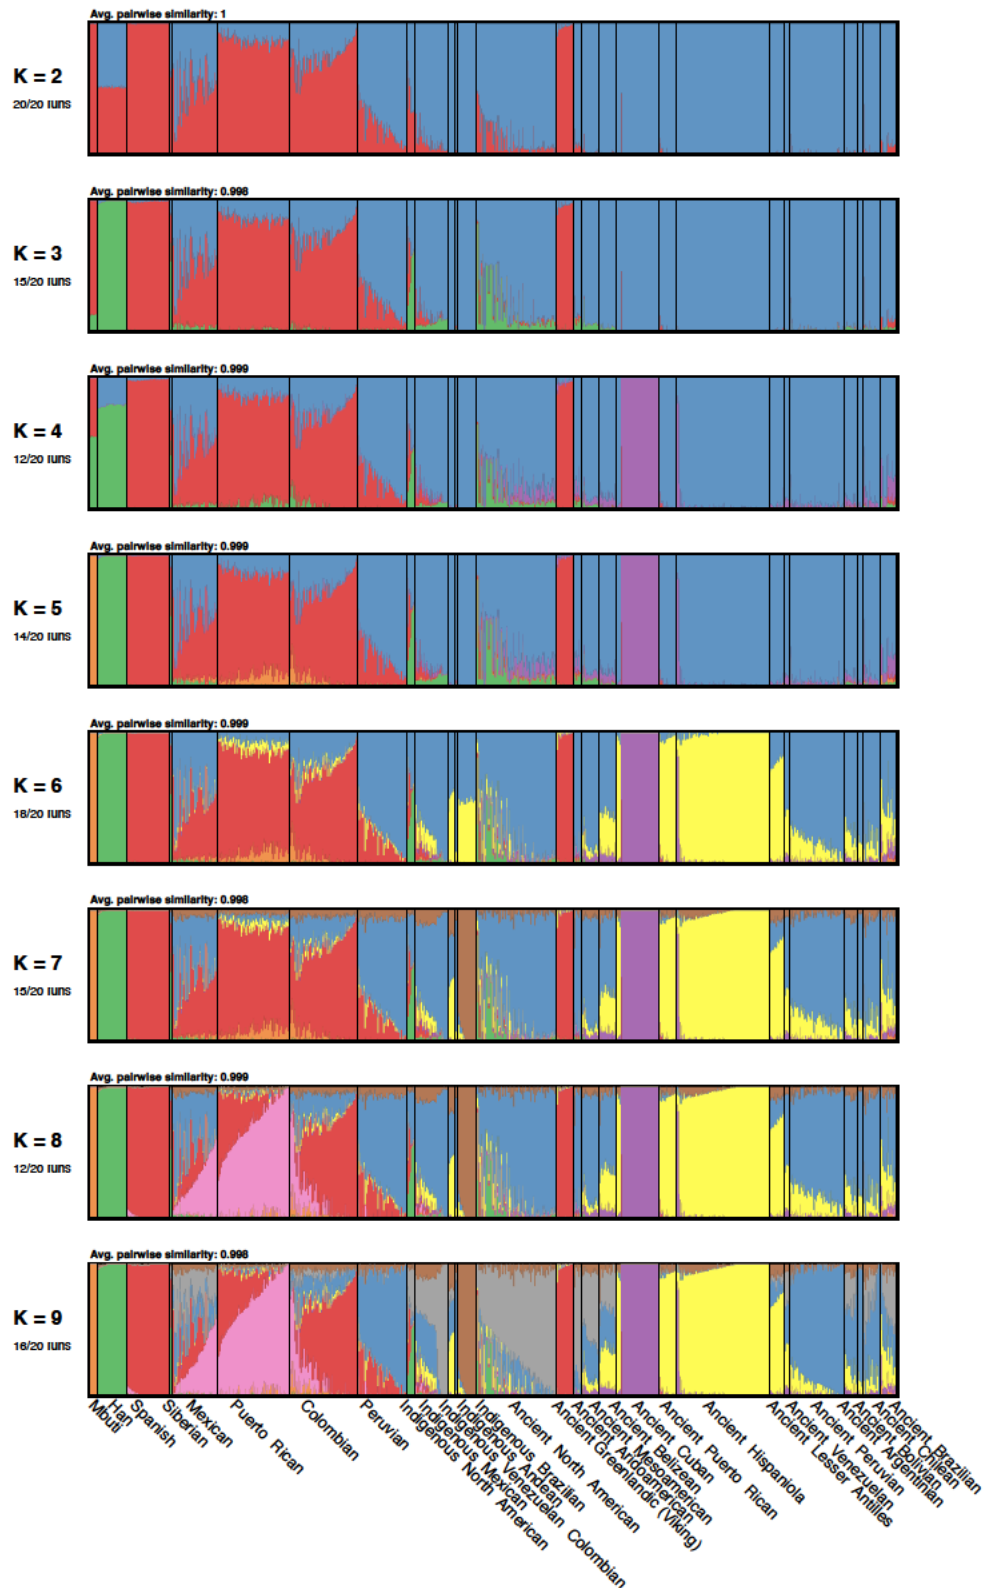 Avg. pairwise similarity: 1
K = 2
20/20 runs
Avg. pairwise similarity: 0.998
K = 3
15/20 runs
Avg. pairwise similarity: 0.999
K = 4
12/20 runs
Avg. pairwise similarity: 0.999
K = 5
14/20 runs
Avg. pairwise similarity: 0.999
K = 6
18/20 runs
Avg. pairwise similarity: 0.998
K = 7
15/20 runs
Avg. pairwise similarity: 0.999
K = 8
12/20 runs
Avg. pairwise similarity: 0.998
K = 9
16/20 runs
Mbuti
Han
Spanish
Siberian
Mexican
Puerto Rican
Colombian
Peruvian
Indigenous North American
Indigenous Mexican
Indigenous Venezuelan Colombian
Indigenous Andean
Indigenous Brazilian
Ancient North American
Ancient Greenlandic (Viking)
Ancient Andoamerican
Ancient Mesoamerican
Ancient Belizean
Ancient Cuban
Ancient Puerto Rican
Ancient Hispaniola
Ancient Lesser Antilles
Ancient Venezuelan
Ancient Peruvian
Ancient Argentinian
Ancient Bolivian
Ancient Chilean
Ancient Brazilian